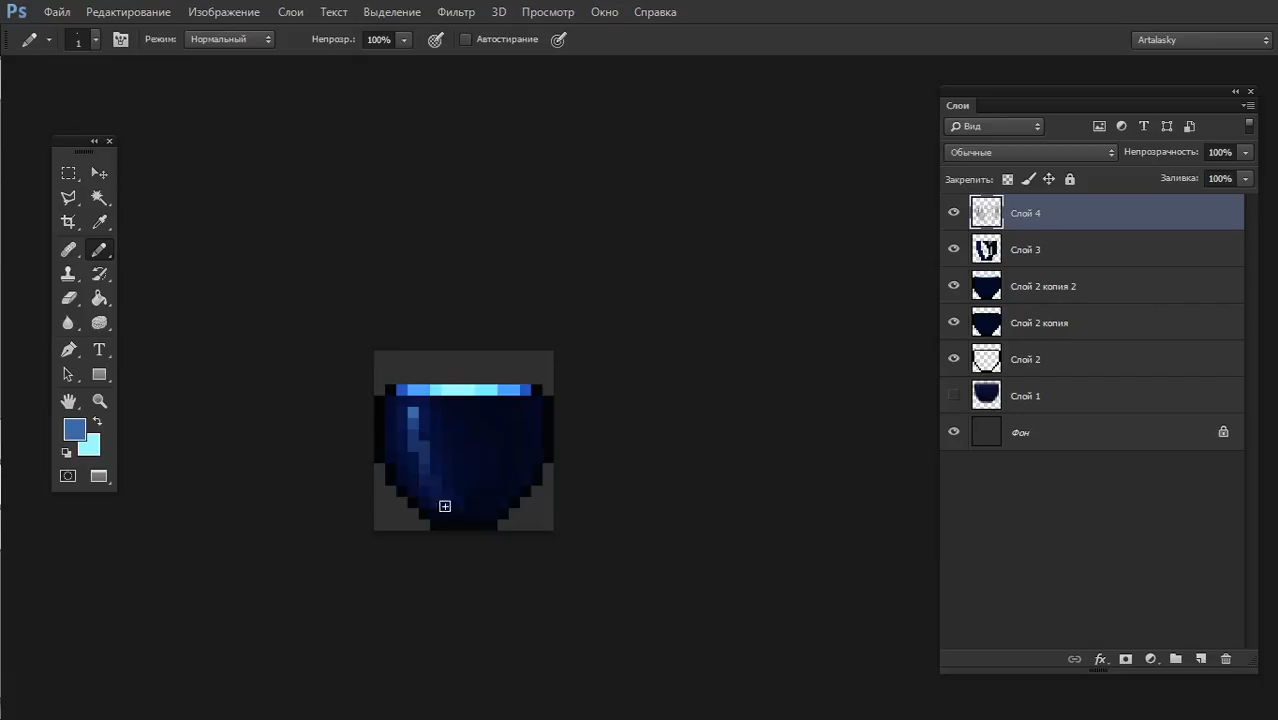 Ps Файл Редактирование Изображение Слои Текст Выделение Фильтр 3D Просмотр Окно Справка
1 Режим: Нормальный Непрозр.: 100% Автостирание Artalasky
Слои
Вид
Обычные Непрозрачность: 100%
Закрепить: Заливка: 100%
Слой 4
Слой 3
Слой 2 копия 2
Слой 2 копия
Слой 2
Слой 1
Фон
fx